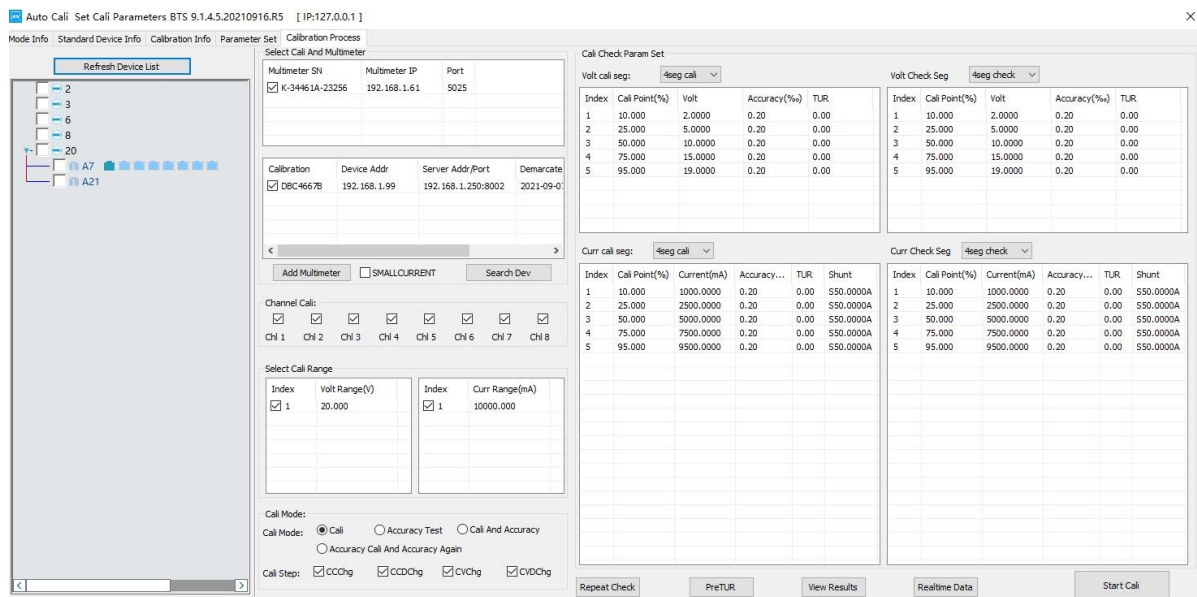 Auto Cali Set Cali Parameters BTS 9.1.4.5.20210916.R5 [ IP:127.0.0.1 ]
Mode Info Standard Device Info Calibration Info Parameter Set Calibration Process
Refresh Device List
2
3
6
8
20
A7
A21
Select Cali And Multimeter
Multimeter SN Multimeter IP Port
K-34461A-23256 192.168.1.61 5025
Calibration Device Addr Server Addr/Port Demarcate
DBC4667B 192.168.1.99 192.168.1.250:8002 2021-09-0
Add Multimeter SMALLCURRENT Search Dev
Channel Cali:
Chl 1 Chl 2 Chl 3 Chl 4 Chl 5 Chl 6 Chl 7 Chl 8
Select Cali Range
Index Volt Range(V) Index Curr Range(mA)
1 20.000 1 10000.000
Cali Mode:
Cali Mode: Cali Accuracy Test Cali And Accuracy
Accuracy Cali And Accuracy Again
Cali Step: CCChg CCDChg CVChg CVDChg
Cali Check Param Set
Volt cali seg: 4seg cali
Index Cali Point(%) Volt Accuracy(‰) TUR
1 10.000 2.0000 0.20 0.00
2 25.000 5.0000 0.20 0.00
3 50.000 10.0000 0.20 0.00
4 75.000 15.0000 0.20 0.00
5 95.000 19.0000 0.20 0.00
Volt Check Seg 4seg check
Index Cali Point(%) Volt Accuracy(‰) TUR
1 10.000 2.0000 0.20 0.00
2 25.000 5.0000 0.20 0.00
3 50.000 10.0000 0.20 0.00
4 75.000 15.0000 0.20 0.00
5 95.000 19.0000 0.20 0.00
Curr cali seg: 4seg cali
Index Cali Point(%) Current(mA) Accuracy... TUR Shunt
1 10.000 1000.0000 0.20 0.00 S50.0000A
2 25.000 2500.0000 0.20 0.00 S50.0000A
3 50.000 5000.0000 0.20 0.00 S50.0000A
4 75.000 7500.0000 0.20 0.00 S50.0000A
5 95.000 9500.0000 0.20 0.00 S50.0000A
Curr Check Seg 4seg check
Index Cali Point(%) Current(mA) Accuracy... TUR Shunt
1 10.000 1000.0000 0.20 0.00 S50.0000A
2 25.000 2500.0000 0.20 0.00 S50.0000A
3 50.000 5000.0000 0.20 0.00 S50.0000A
4 75.000 7500.0000 0.20 0.00 S50.0000A
5 95.000 9500.0000 0.20 0.00 S50.0000A
Repeat Check PreTUR View Results Realtime Data Start Cali